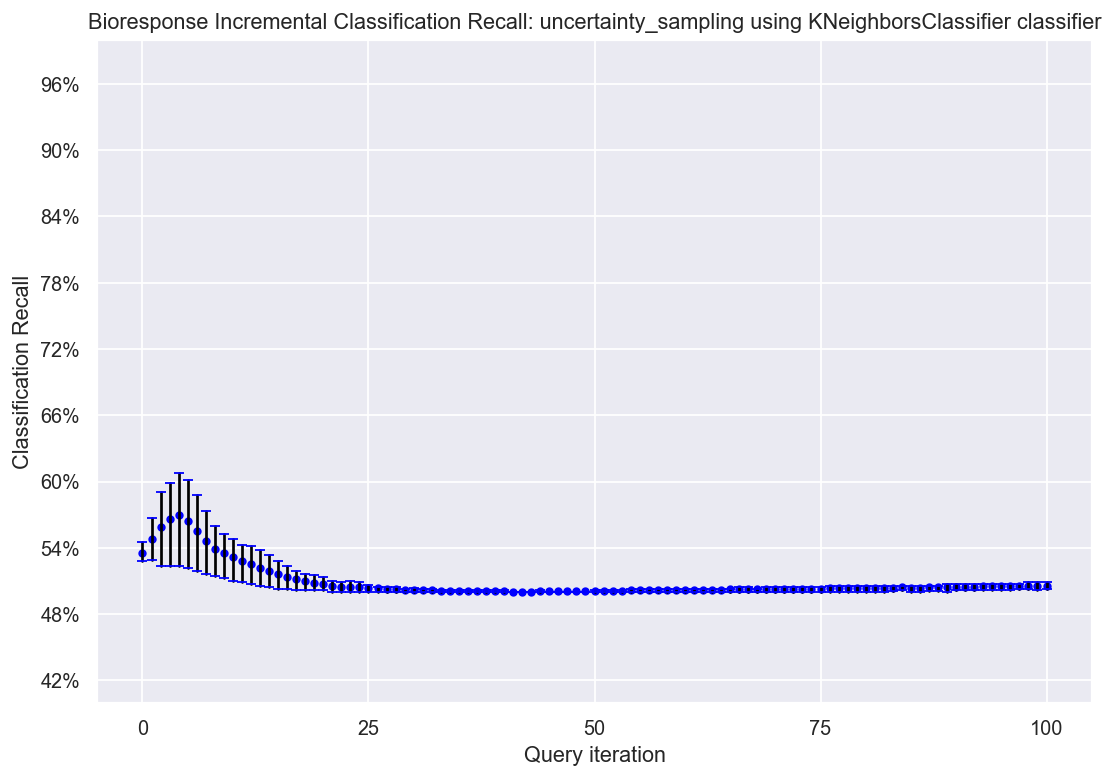 Bioresponse Incremental Classification Recall: uncertainty_sampling using KNeighborsClassifier classifier
96%
90%
84%
78%
72%
66%
60%
54%
48%
42%
Classification Recall
0 25 50 75 100
Query iteration